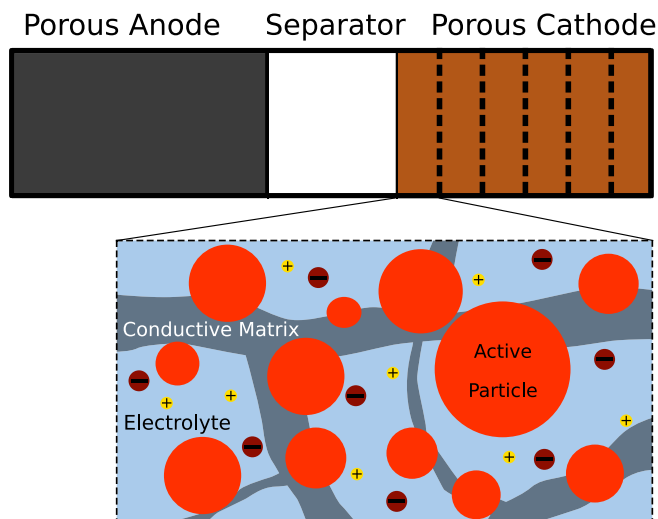 Porous Anode
Separator
Porous Cathode
Conductive Matrix
Active
Particle
Electrolyte